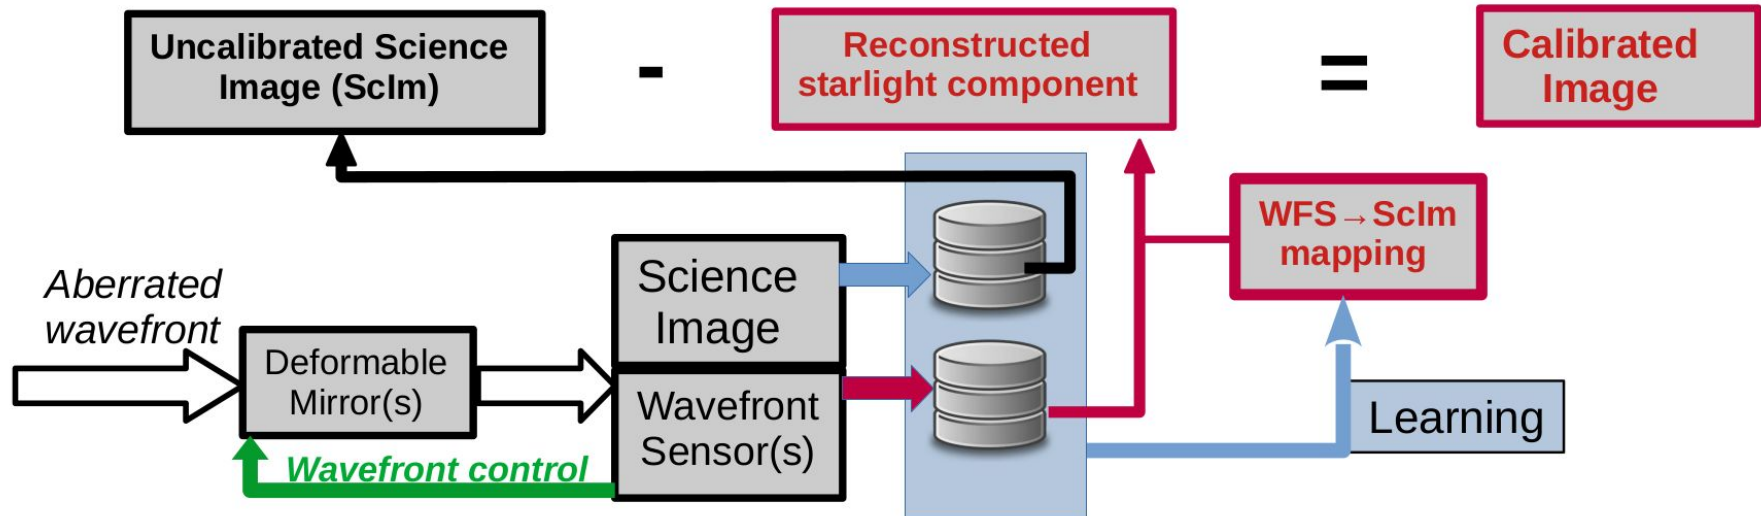 Uncalibrated Science
Image (ScIm)
-
Reconstructed
starlight component
=
Calibrated
Image
WFS→ScIm
mapping
Aberrated
wavefront
Deformable
Mirror(s)
Science
Image
Wavefront
Sensor(s)
Wavefront control
Learning